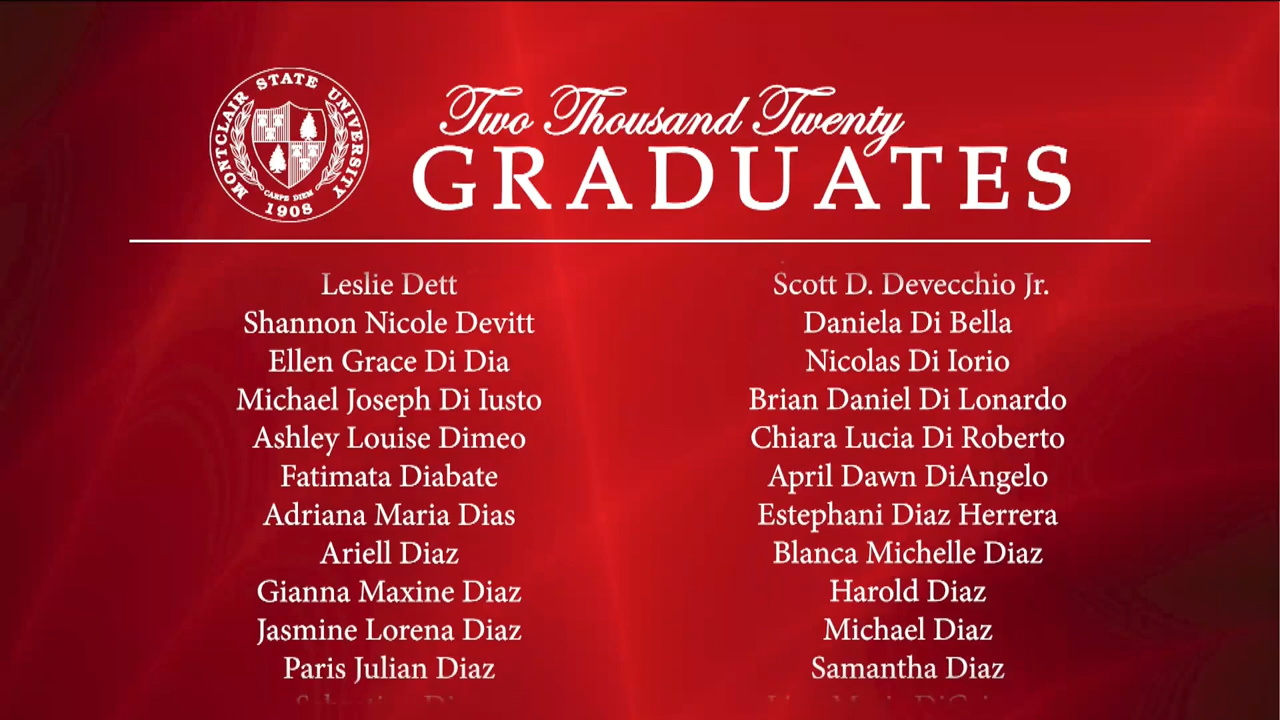 MONTCLAIR STATE UNIVERSITY
CARPE DIEM
1908
Two Thousand Twenty
GRADUATES
Leslie Dett
Scott D. Devecchio Jr.
Shannon Nicole Devitt
Daniela Di Bella
Ellen Grace Di Dia
Nicolas Di Iorio
Michael Joseph Di Iusto
Brian Daniel Di Lonardo
Ashley Louise Dimeo
Chiara Lucia Di Roberto
Fatimata Diabate
April Dawn DiAngelo
Adriana Maria Dias
Estephani Diaz Herrera
Ariell Diaz
Blanca Michelle Diaz
Gianna Maxine Diaz
Harold Diaz
Jasmine Lorena Diaz
Michael Diaz
Paris Julian Diaz
Samantha Diaz